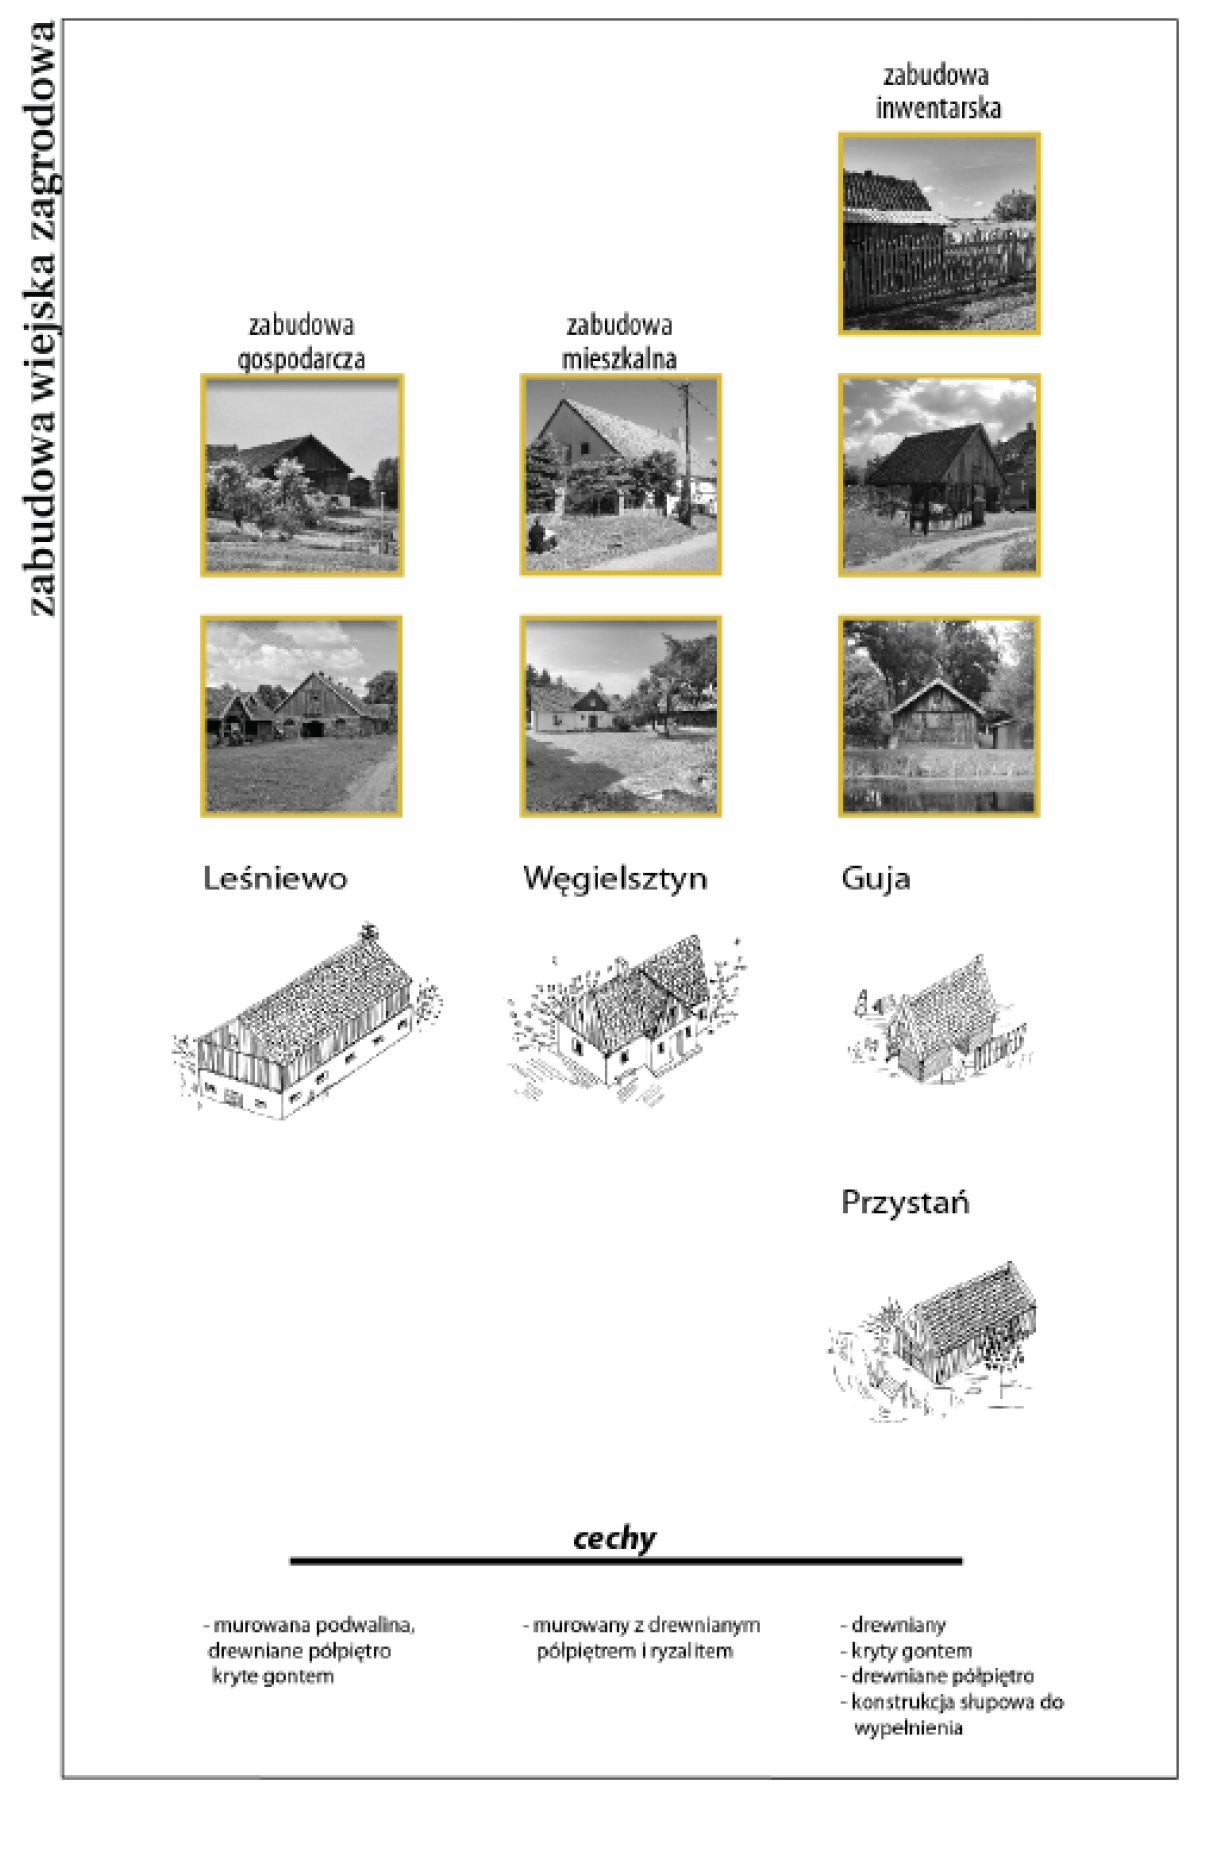 zabudowa wiejska zagrodowa
zabudowa
inwentarska
zabudowa
gospodarcza
zabudowa
mieszkalna
Leśniewo
Węgielsztyn
Guja
Przystań
cechy
- murowana podwalina,
drewniane półpiętro
kryte gontem
- murowany z drewnianym
półpiętrem i ryzalitem
- drewniany
- kryty gontem
- drewniane półpiętro
- konstrukcja słupowa do
wypełnienia